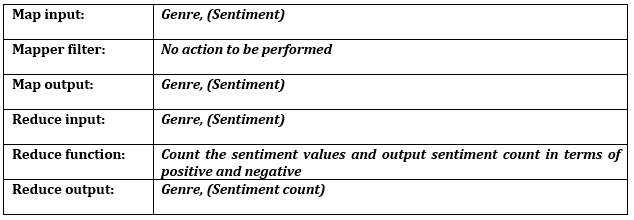 Map input: Genre, (Sentiment)
Mapper filter: No action to be performed
Map output: Genre, (Sentiment)
Reduce input: Genre, (Sentiment)
Reduce function: Count the sentiment values and output sentiment count in terms of
positive and negative
Reduce output: Genre, (Sentiment count)